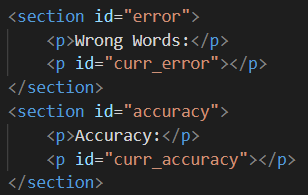 <section id="error">
    <p>Wrong Words:</p>
    <p id="curr_error"></p>
</section>
<section id="accuracy">
    <p>Accuracy:</p>
    <p id="curr_accuracy"></p>
</section>